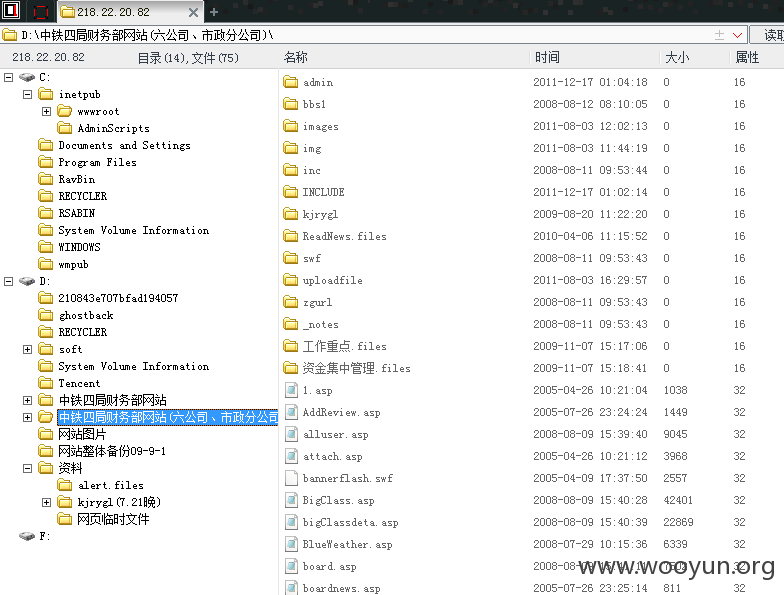 218.22.20.82
D:\中铁四局财务部网站(六公司、市政分公司)\ 读取
218.22.20.82 目录(14),文件(75) 名称 时间 大小 属性
C:
inetpub
wwwroot
AdminScripts
Documents and Settings
Program Files
RavBin
RECYCLER
RSABIN
System Volume Information
WINDOWS
wmpub
D:
210843e707bfad194057
ghostback
RECYCLER
soft
System Volume Information
Tencent
中铁四局财务部网站
中铁四局财务部网站(六公司、市政分公司
网站图片
网站整体备份09-9-1
资料
alert.files
kjrygl(7.21晚)
网页临时文件
F:
admin 2011-12-17 01:04:18 0 16
bbs1 2008-08-12 08:10:05 0 16
images 2011-08-03 12:02:13 0 16
img 2011-08-03 11:44:19 0 16
inc 2008-08-11 09:53:44 0 16
INCLUDE 2011-12-17 01:02:14 0 16
kjrygl 2009-08-20 11:22:20 0 16
ReadNews.files 2010-04-06 11:15:52 0 16
swf 2008-08-11 09:53:43 0 16
uploadfile 2011-08-03 16:29:57 0 16
zgurl 2008-08-11 09:53:43 0 16
_notes 2008-08-11 09:53:43 0 16
工作重点.files 2009-11-07 15:17:06 0 16
资金集中管理.files 2009-11-07 15:18:41 0 16
1.asp 2005-04-26 10:21:04 1038 32
AddReview.asp 2005-07-26 23:24:24 1449 32
alluser.asp 2008-08-09 15:39:40 9045 32
attach.asp 2005-04-26 10:21:12 3968 32
bannerflash.swf 2005-04-09 17:37:50 2557 32
BigClass.asp 2008-08-09 15:40:28 42401 32
bigClassdeta.asp 2008-08-09 15:40:39 22869 32
BlueWeather.asp 2008-07-29 10:15:36 6339 32
board.asp 2008-08-09 32
boardnews.asp 2005-07-26 23:25:14 811 32
www.wooyun.org